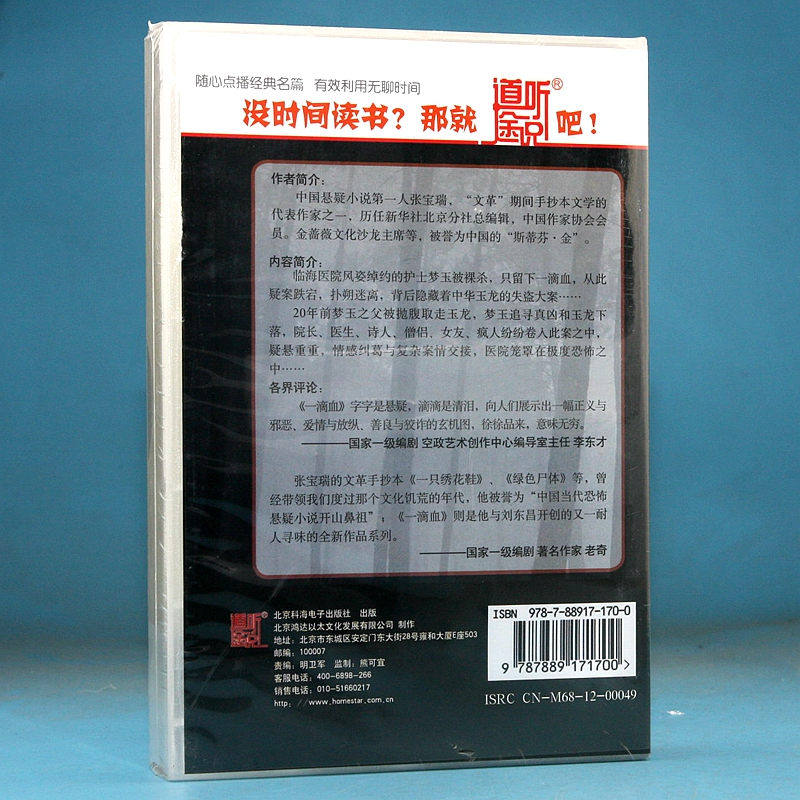 随心点播经典名篇 有效利用无聊时间
没时间读书？那就 道听途说® 吧！
作者简介：
中国悬疑小说第一人张宝瑞，“文革”期间手抄本文学的
代表作家之一，历任新华社北京分社总编辑，中国作家协会会
员。金蔷薇文化沙龙主席等，被誉为中国的“斯蒂芬·金”。
内容简介：
临海医院风姿绰约的护士梦玉被裸杀，只留下一滴血，从此
疑案跌宕，扑朔迷离，背后隐藏着中华玉龙的失盗大案……
20年前梦玉之父被抛腹取走玉龙，梦玉追寻真凶和玉龙下
落，院长、医生、诗人、僧侣、女友、疯人纷纷卷入此案之中，
疑悬重重，情感纠葛与复杂案情交接，医院笼罩在极度恐怖之
中……
各界评论：
《一滴血》字字是悬疑，滴滴是清泪，向人们展示出一幅正义与
邪恶、爱情与放纵、善良与狡诈的玄机图，徐徐品来，意味无穷。
————国家一级编剧 空政艺术创作中心编导室主任 李东才
张宝瑞的文革手抄本《一只绣花鞋》、《绿色尸体》等，曾
经带领我们度过那个文化饥荒的年代，他被誉为“中国当代恐怖
悬疑小说开山鼻祖”；《一滴血》则是他与刘东昌开创的又一耐
人寻味的全新作品系列。
————国家一级编剧 著名作家 老奇
道听途说®
北京科海电子出版社 出版
北京鸿达以太文化发展有限公司 制作
地址：北京市东城区安定门东大街28号雍和大厦E座503
邮编：100007
责编：明卫军 监制：熊可宜
客服电话：400-6898-266
销售电话：010-51660217
http://www.homestar.com.cn
ISBN 978-7-88917-170-0
9 787889 171700 >
ISRC CN-M68-12-00049